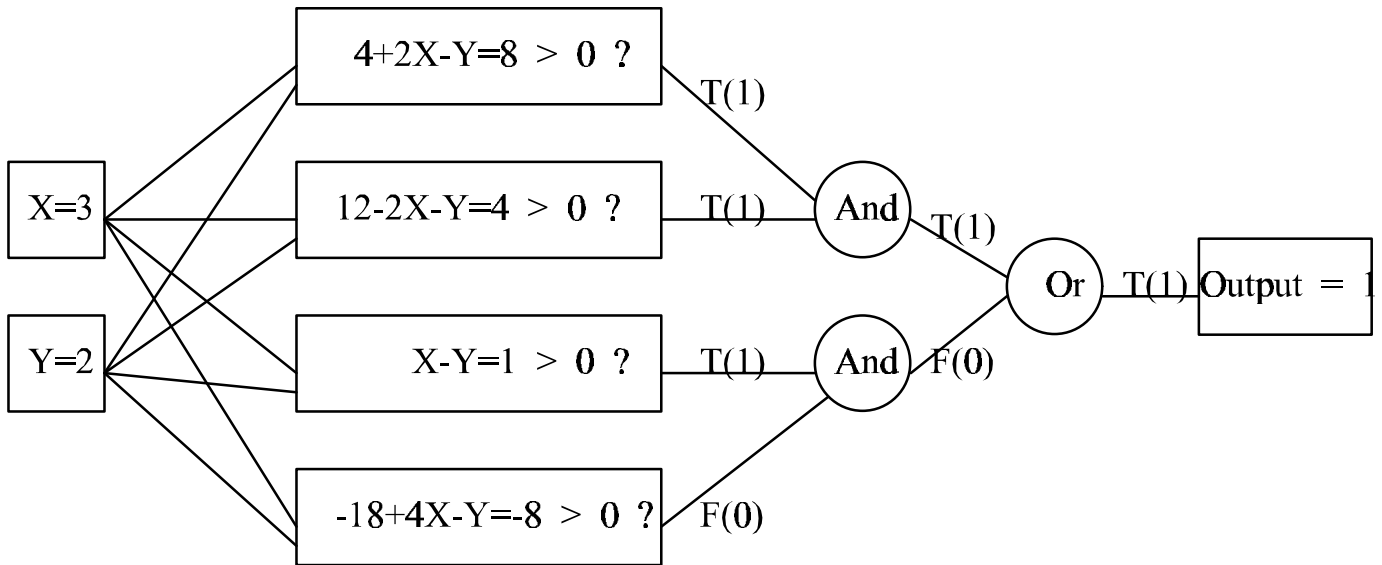 4+2X-Y=8 > 0 ?
T(1)
X=3
12-2X-Y=4 > 0 ?
T(1)
And
T(1)
Or
T(1)
Output = 1
Y=2
X-Y=1 > 0 ?
T(1)
And
F(0)
-18+4X-Y=-8 > 0 ?
F(0)